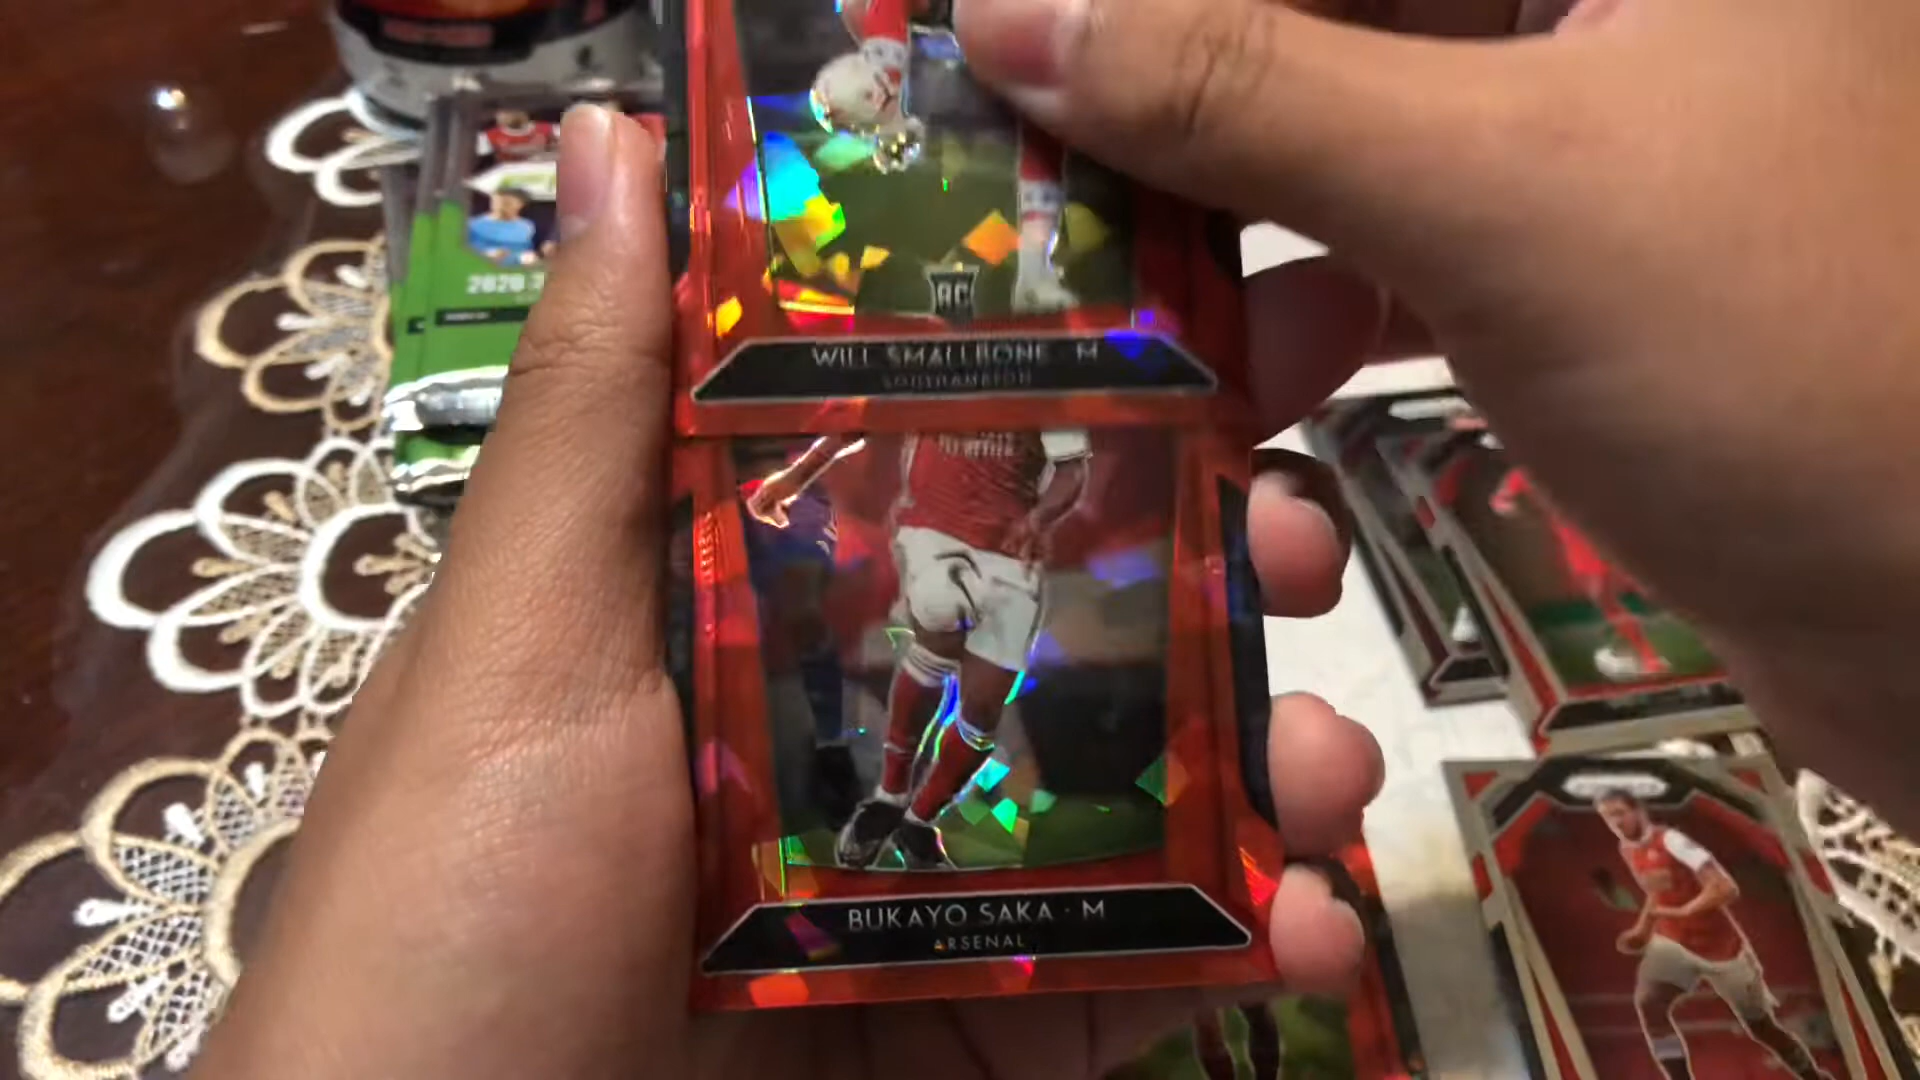 2020
RC
WILL SMALLBONE · M
SOUTHAMPTON
BUKAYO SAKA · M
ARSENAL